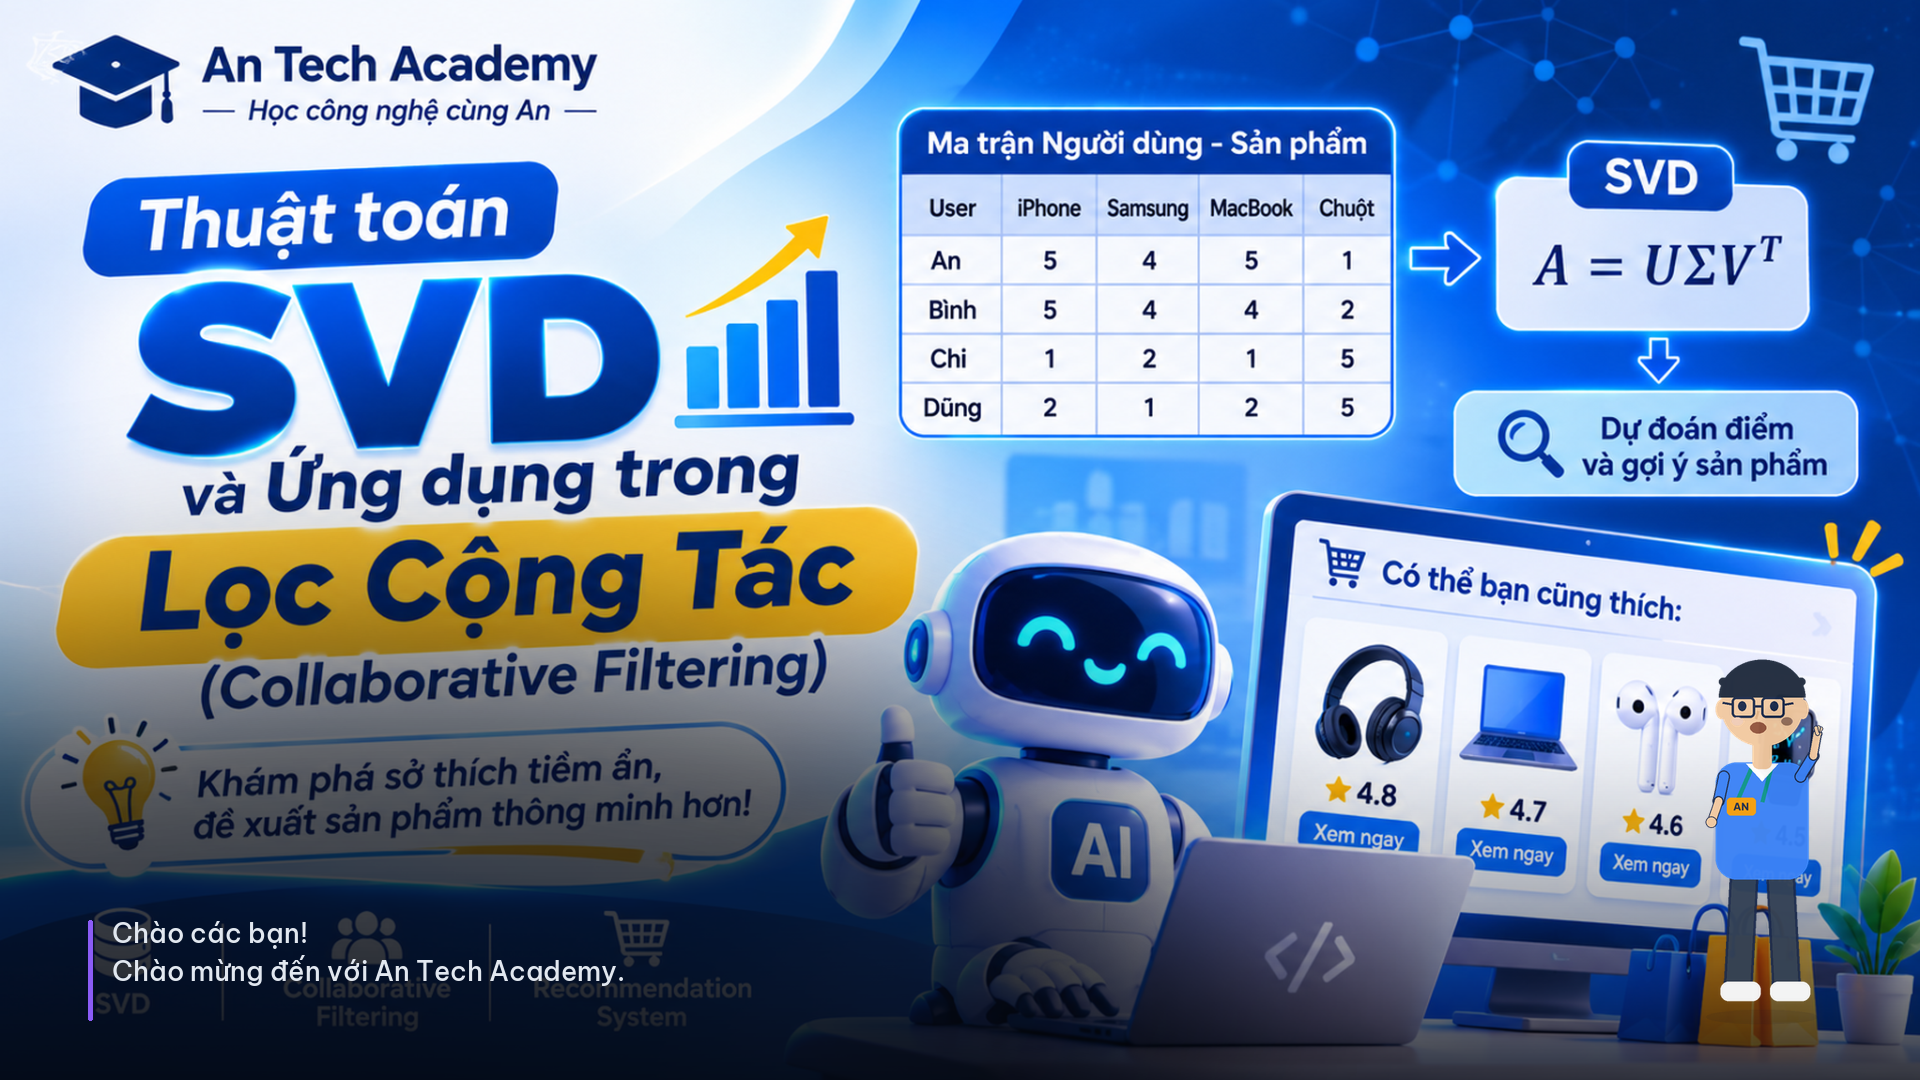 An Tech Academy
Học công nghệ cùng An
Thuật toán
SVD
và Ứng dụng trong
Lọc Cộng Tác
(Collaborative Filtering)
Khám phá sở thích tiềm ẩn,
đề xuất sản phẩm thông minh hơn!
Ma trận Người dùng - Sản phẩm
User iPhone Samsung MacBook Chuột
An 5 4 5 1
Bình 5 4 4 2
Chi 1 2 1 5
Dũng 2 1 2 5
SVD
A = UΣV^T
Dự đoán điểm
và gợi ý sản phẩm
Có thể bạn cũng thích:
4.8
Xem ngay
4.7
Xem ngay
4.6
Xem ngay
4.5
ay
AN
AI
</>
Chào các bạn!
Chào mừng đến với An Tech Academy.
SVD
Collaborative
Filtering
Recommendation
System